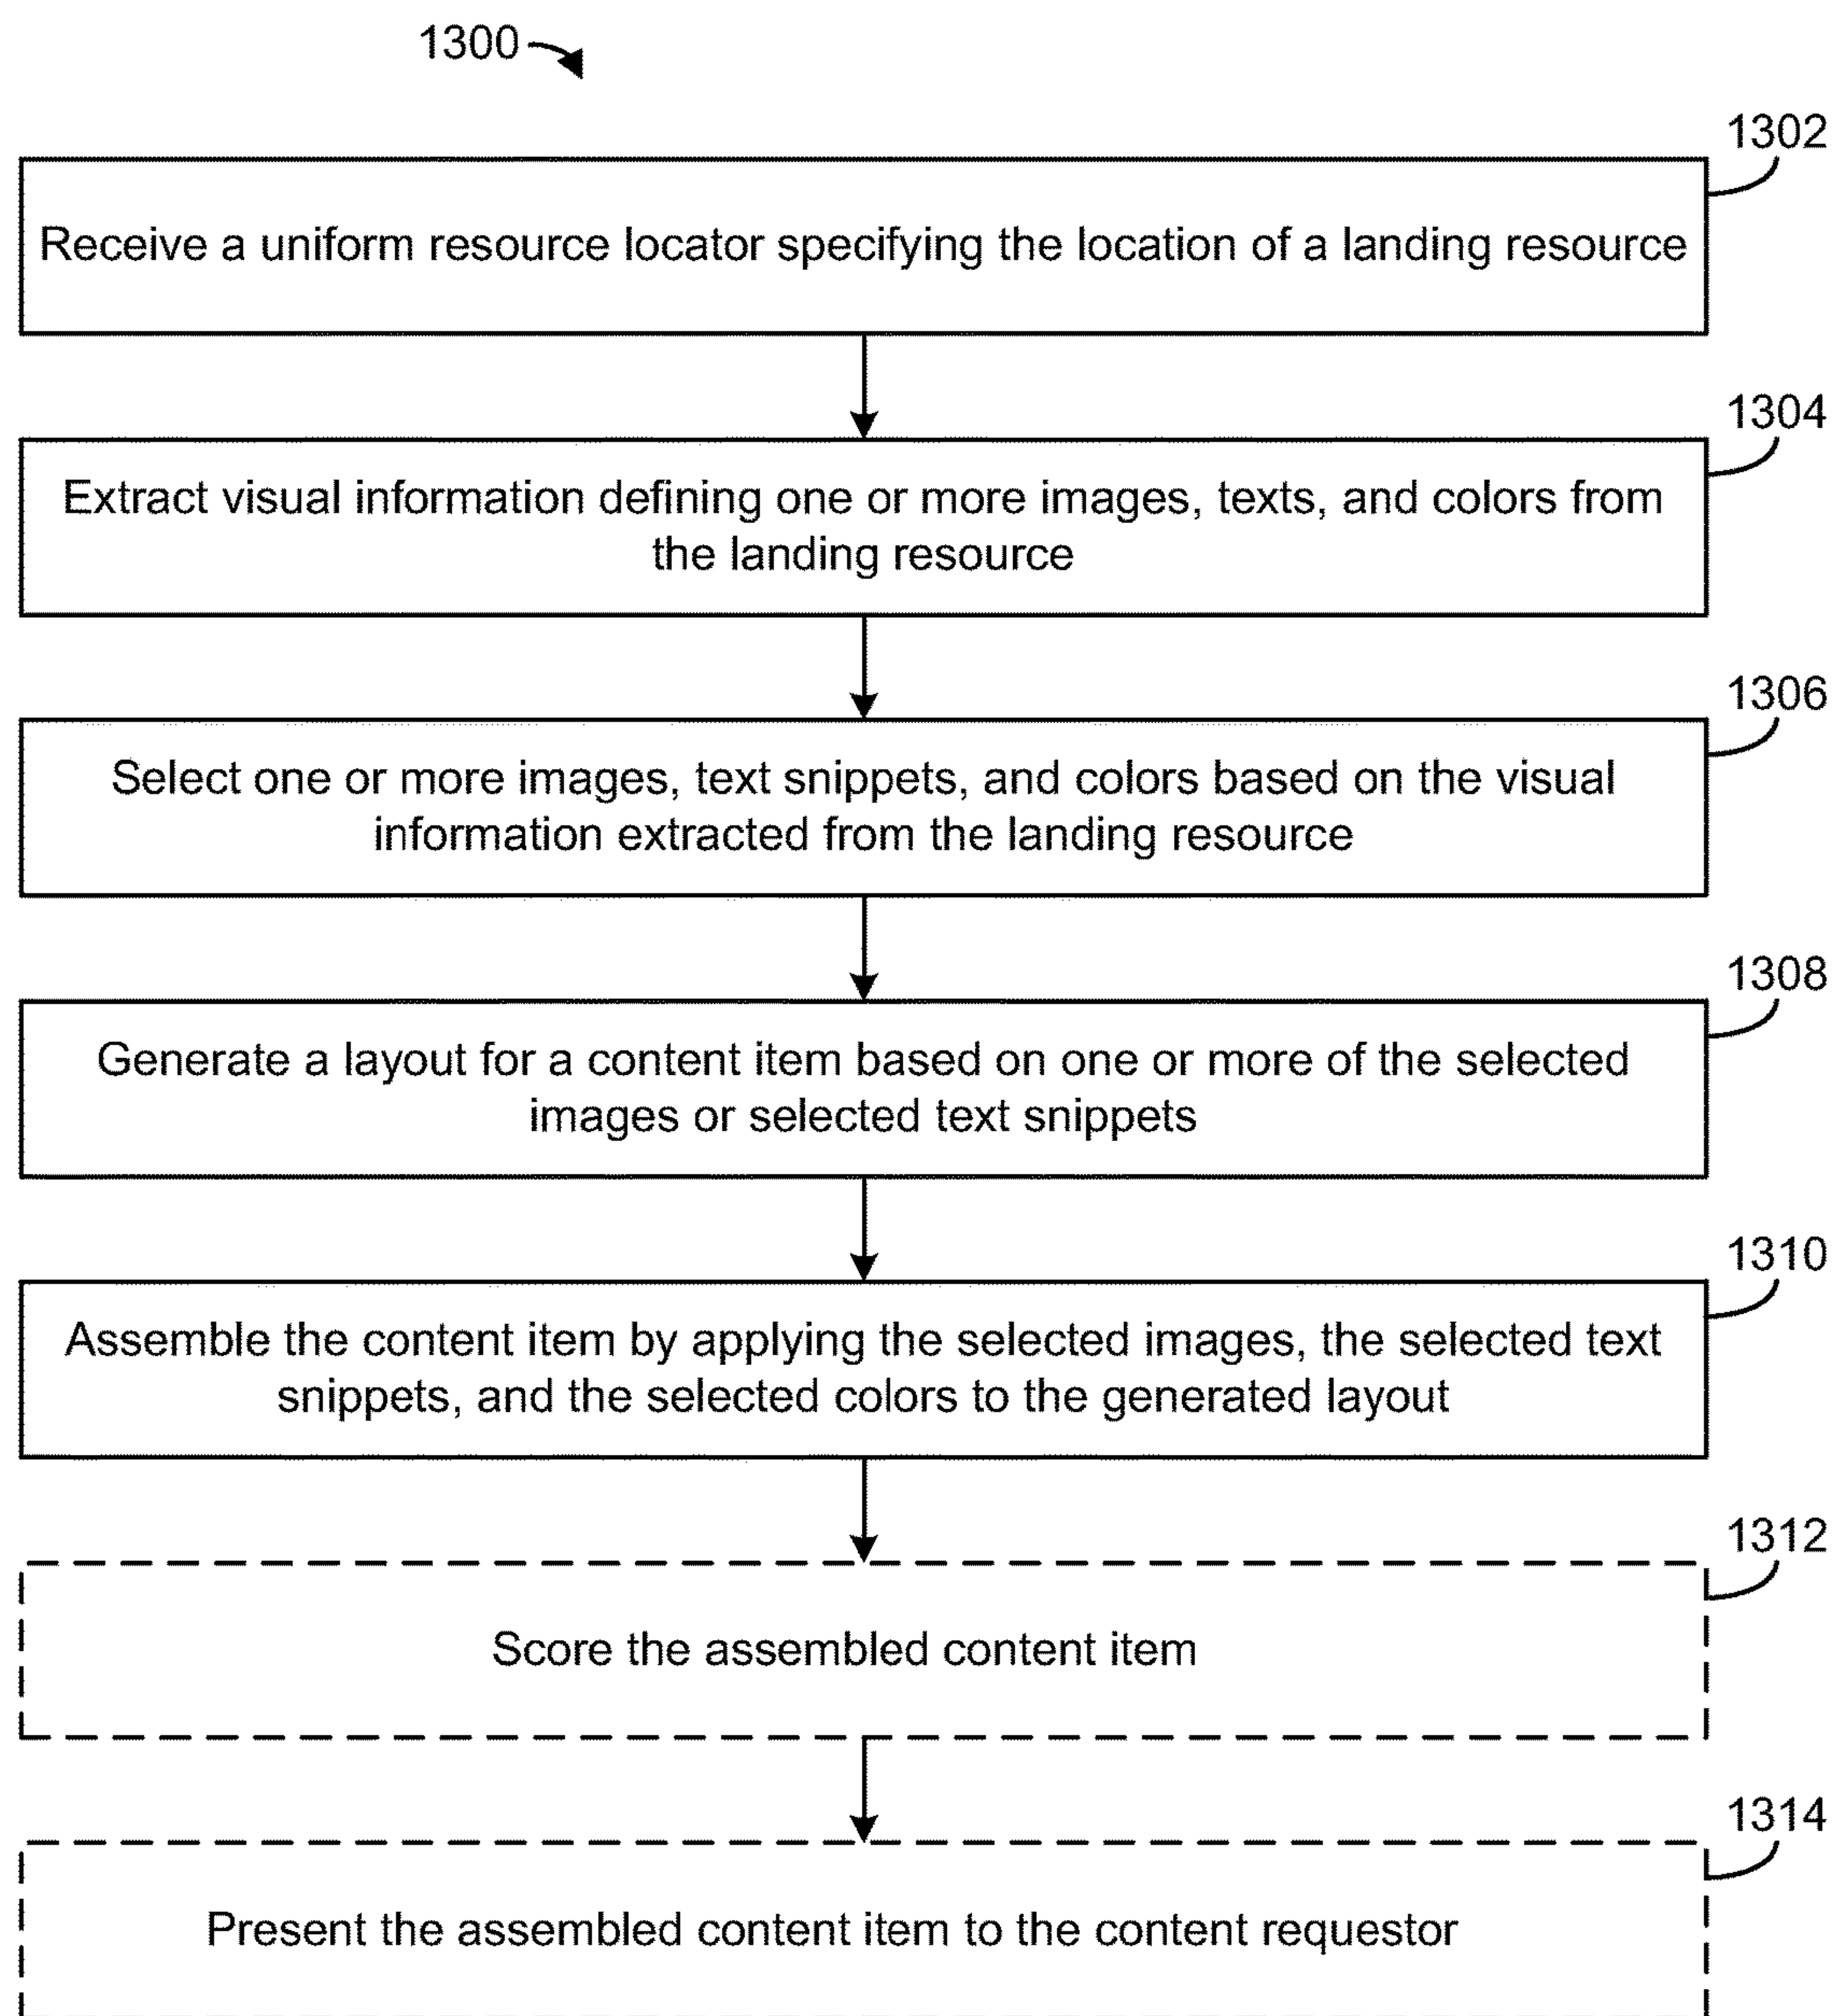 1300
1302
Receive a uniform resource locator specifying the location of a landing resource
1304
Extract visual information defining one or more images, texts, and colors from
the landing resource
1306
Select one or more images, text snippets, and colors based on the visual
information extracted from the landing resource
1308
Generate a layout for a content item based on one or more of the selected
images or selected text snippets
1310
Assemble the content item by applying the selected images, the selected text
snippets, and the selected colors to the generated layout
1312
Score the assembled content item
1314
Present the assembled content item to the content requestor